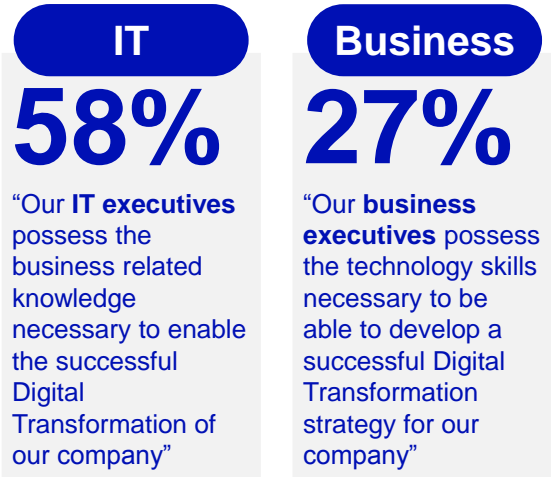 IT
58%
“Our IT executives
possess the
business related
knowledge
necessary to enable
the successful
Digital
Transformation of
our company”
Business
27%
“Our business
executives possess
the technology skills
necessary to be
able to develop a
successful Digital
Transformation
strategy for our
company”